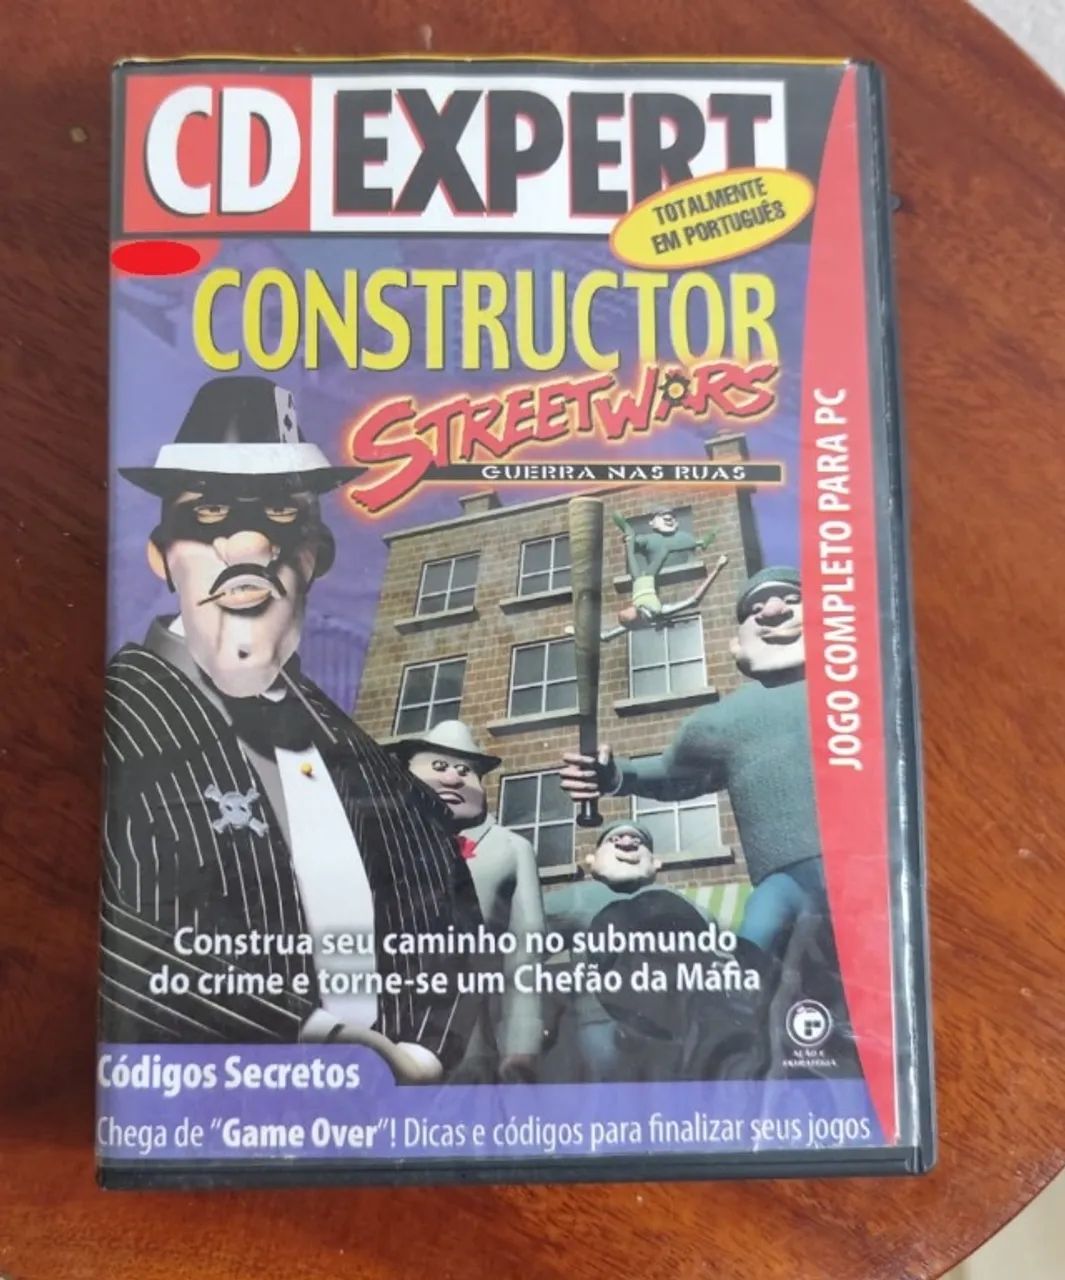 CD EXPERT
TOTALMENTE
EM PORTUGUÊS
CONSTRUCTOR
STREETWARS
GUERRA NAS RUAS
JOGO COMPLETO PARA PC
Construa seu caminho no submundo
do crime e torne-se um Chefão da Máfia
AÇÃO E
ESTRATÉGIA
Códigos Secretos
Chega de "Game Over"! Dicas e códigos para finalizar seus jogos